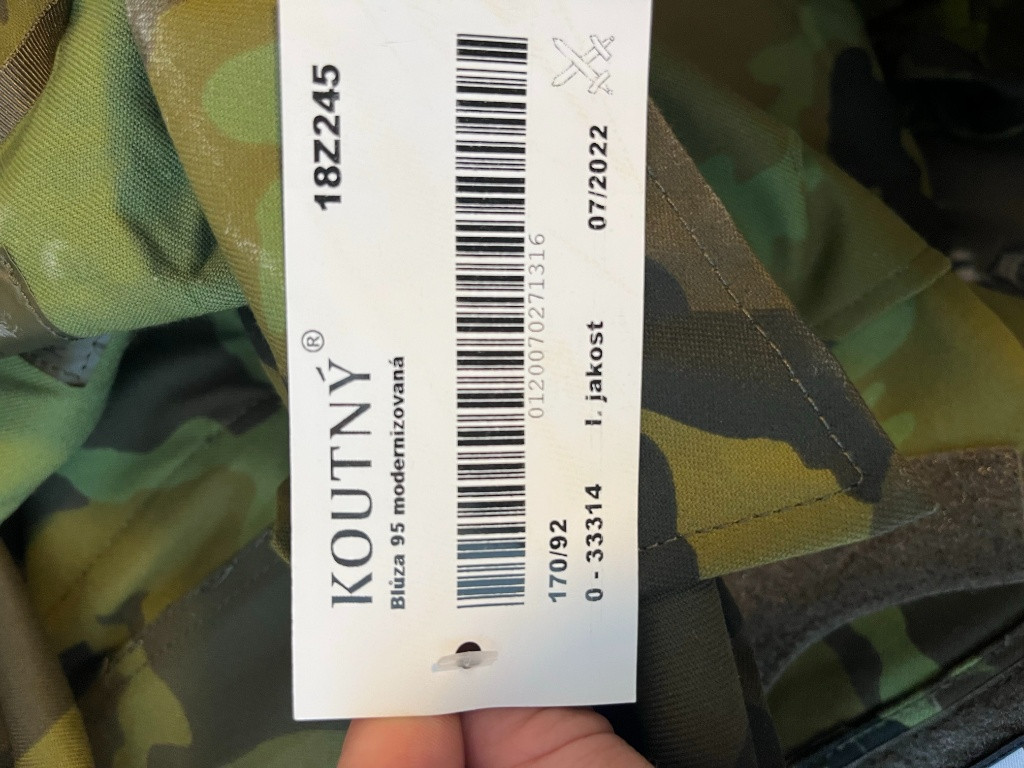 KOUTNÝ® 18Z245
Blůza 95 modernizovaná
0120070271316
170/92
0 - 33314 I. jakost 07/2022